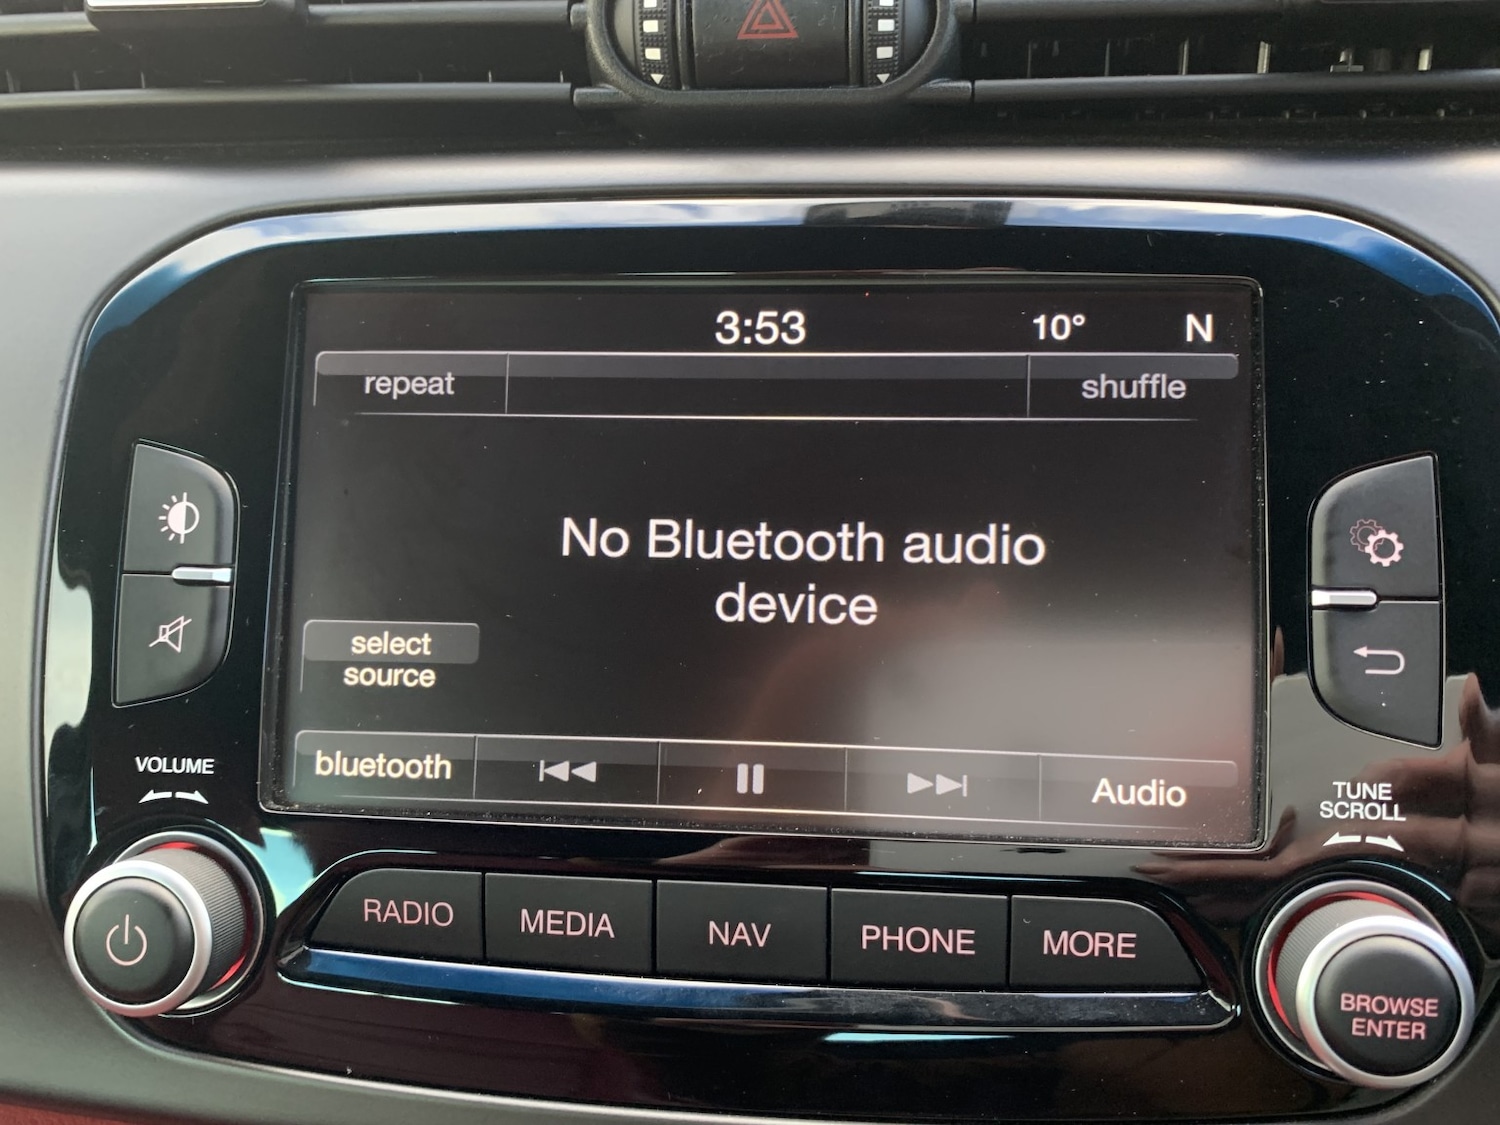 3:53 10° N
repeat shuffle
No Bluetooth audio
device
select
source
bluetooth Audio
VOLUME
TUNE
SCROLL
RADIO MEDIA NAV PHONE MORE
BROWSE
ENTER